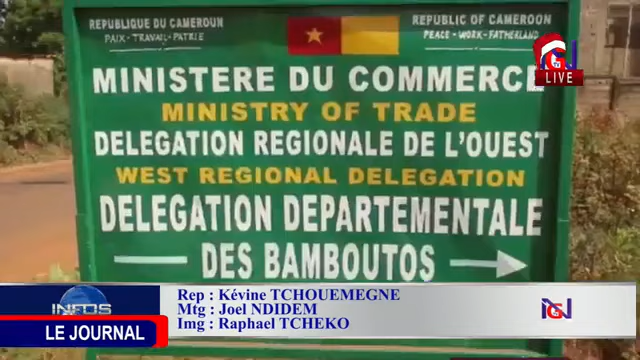 REPUBLIQUE DU CAMEROUN
PAIX - TRAVAIL - PATRIE
REPUBLIC OF CAMEROON
PEACE - WORK - FATHERLAND
LIVE
MINISTERE DU COMMERCE
MINISTRY OF TRADE
DELEGATION REGIONALE DE L'OUEST
WEST REGIONAL DELEGATION
DELEGATION DEPARTEMENTALE
DES BAMBOUTOS
Rep : Kévine TCHOUEMEGNE
Mtg : Joel NDIDEM
Img : Raphael TCHEKO
INFOS
LE JOURNAL